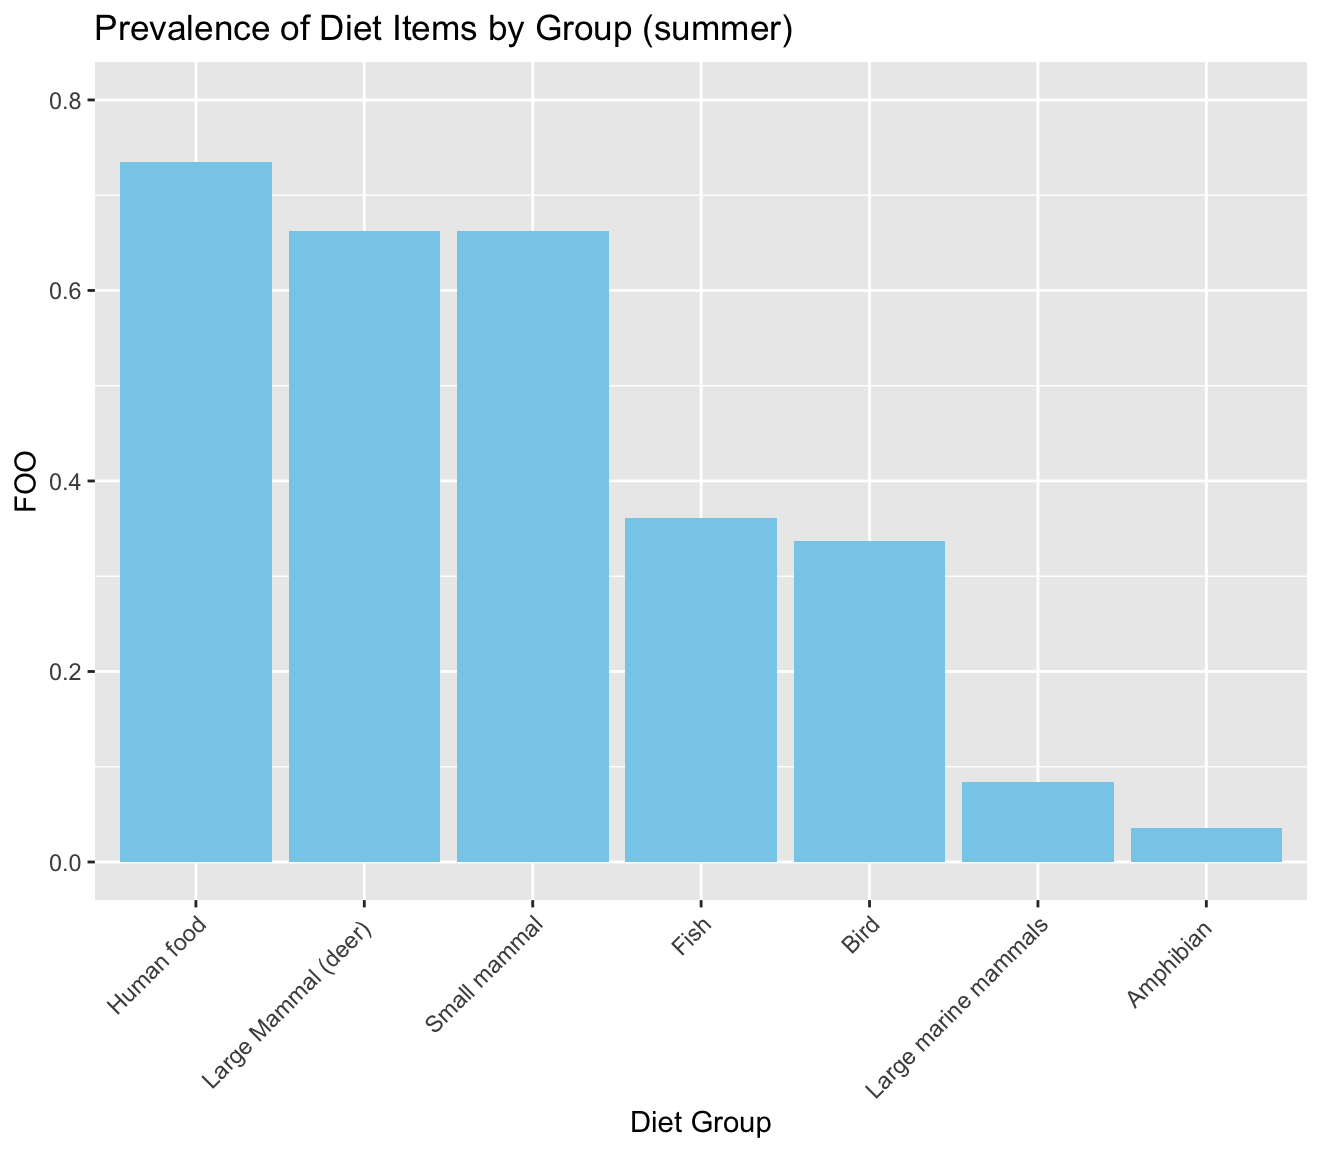 Prevalence of Diet Items by Group (summer)
FOO
0.8
0.6
0.4
0.2
0.0
Human food
Large Mammal (deer)
Small mammal
Fish
Bird
Large marine mammals
Amphibian
Diet Group